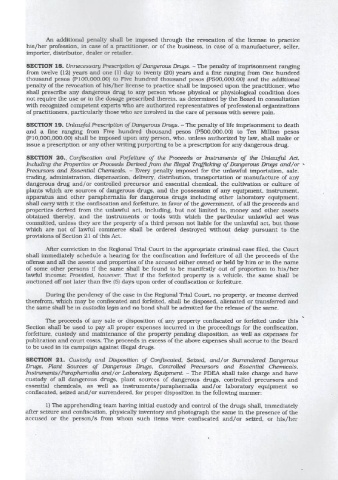 An additional penalty shall be imposed through the revocation of the license to practice
his/her profession, in case of a practitioner, or of the business, in case of a manufacturer, seller,
importer, distributor, dealer or retailer.
SECTION 18. Unnecessary Prescription of Dangerous Drugs. – The penalty of imprisonment ranging
from twelve (12) years and one (1) day to twenty (20) years and a fine ranging from One hundred
thousand pesos (P100,000.00) to Five hundred thousand pesos (P500,000.00) and the additional
penalty of the revocation of his/her license to practice shall be imposed upon the practitioner, who
shall prescribe any dangerous drug to any person whose physical or physiological condition does
not require the use or in the dosage prescribed therein, as determined by the Board in consultation
with recognized competent experts who are authorized representatives of professional organizations
of practitioners, particularly those who are involved in the care of persons with severe pain.
SECTION 19. Unlawful Prescription of Dangerous Drugs. – The penalty of life imprisonment to death
and a fine ranging from Five hundred thousand pesos (P500,000.00) to Ten Million pesos
(P10,000,000.00) shall be imposed upon any person, who, unless authorized by law, shall make or
issue a prescription or any other writing purporting to be a prescription for any dangerous drug.
SECTION 20. Confiscation and Forfeiture of the Proceeds or Instruments of the Unlawful Act,
Including the Properties or Proceeds Derived from the Illegal Trafficking of Dangerous Drugs and/or
Precursors and Essential Chemicals. – Every penalty imposed for the unlawful importation, sale,
trading, administration, dispensation, delivery, distribution, transportation or manufacture of any
dangerous drug and/or controlled precursor and essential chemical, the cultivation or culture of
plants which are sources of dangerous drugs, and the possession of any equipment, instrument,
apparatus and other paraphernalia for dangerous drugs including other laboratory equipment,
shall carry with it the confiscation and forfeiture, in favor of the government, of all the proceeds and
properties derived from the unlawful act, including, but not limited to, money and other assets
obtained thereby, and the instruments or tools with which the particular unlawful act was
committed, unless they are the property of a third person not liable for the unlawful act, but those
which are not of lawful commerce shall be ordered destroyed without delay pursuant to the
provisions of Section 21 of this Act.
After conviction in the Regional Trial Court in the appropriate criminal case filed, the Court
shall immediately schedule a hearing for the confiscation and forfeiture of all the proceeds of the
offense and all the assets and properties of the accused either owned or held by him or in the name
of some other persons if the same shall be found to be manifestly out of proportion to his/her
lawful income: Provided, however, That if the forfeited property is a vehicle, the same shall be
auctioned off not later than five (5) days upon order of confiscation or forfeiture.
During the pendency of the case in the Regional Trial Court, no property, or income derived
therefrom, which may be confiscated and forfeited, shall be disposed, alienated or transferred and
the same shall be in custodia legis and no bond shall be admitted for the release of the same.
The proceeds of any sale or disposition of any property confiscated or forfeited under this
Section shall be used to pay all proper expenses incurred in the proceedings for the confiscation,
forfeiture, custody and maintenance of the property pending disposition, as well as expenses for
publication and court costs. The proceeds in excess of the above expenses shall accrue to the Board
to be used in its campaign against illegal drugs.
SECTION 21. Custody and Disposition of Confiscated, Seized, and/or Surrendered Dangerous
Drugs, Plant Sources of Dangerous Drugs, Controlled Precursors and Essential Chemicals,
Instruments/Paraphernalia and/or Laboratory Equipment. – The PDEA shall take charge and have
custody of all dangerous drugs, plant sources of dangerous drugs, controlled precursors and
essential chemicals, as well as instruments/paraphernalia and/or laboratory equipment so
confiscated, seized and/or surrendered, for proper disposition in the following manner:
1) The apprehending team having initial custody and control of the drugs shall, immediately
after seizure and confiscation, physically inventory and photograph the same in the presence of the
accused or the person/s from whom such items were confiscated and/or seized, or his/her